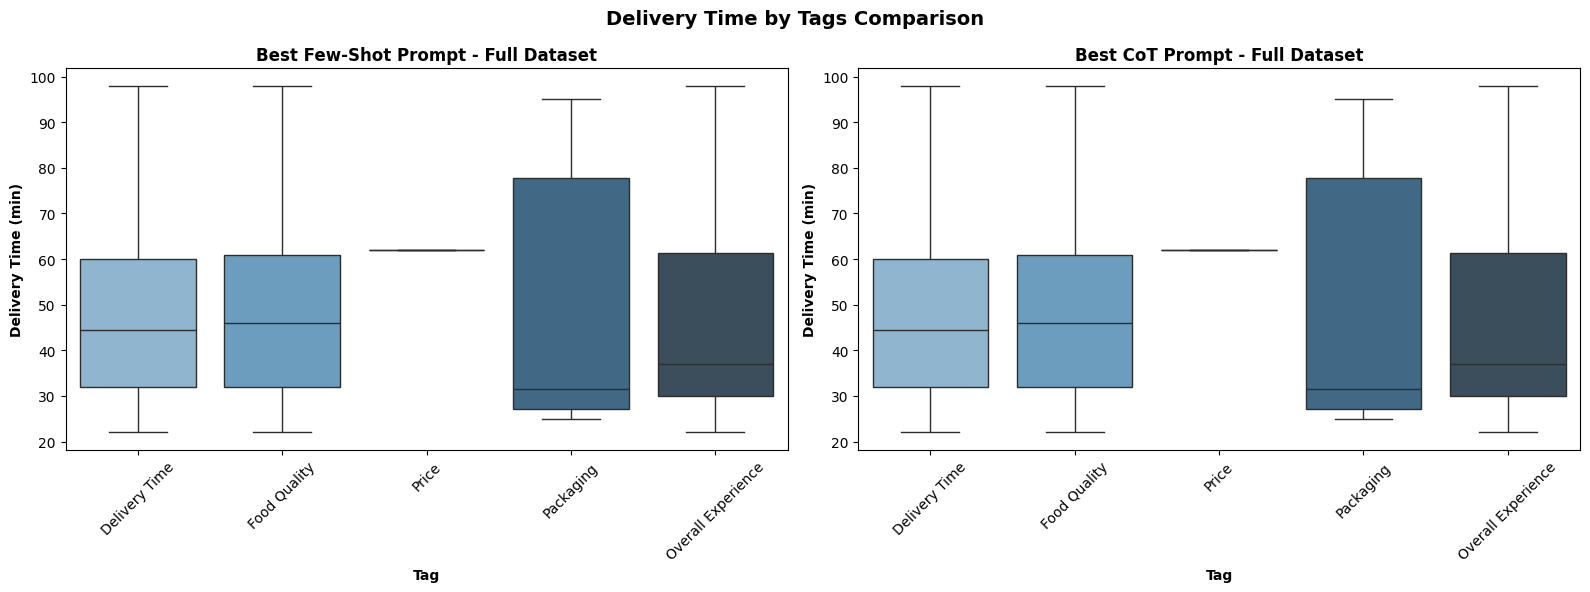 Delivery Time by Tags Comparison
Best Few-Shot Prompt - Full Dataset
100
90
80
70
60
50
40
30
20
Delivery Time (min)
Delivery Time
Food Quality
Price
Packaging
Overall Experience
Tag
Best CoT Prompt - Full Dataset
100
90
80
70
60
50
40
30
20
Delivery Time (min)
Delivery Time
Food Quality
Price
Packaging
Overall Experience
Tag